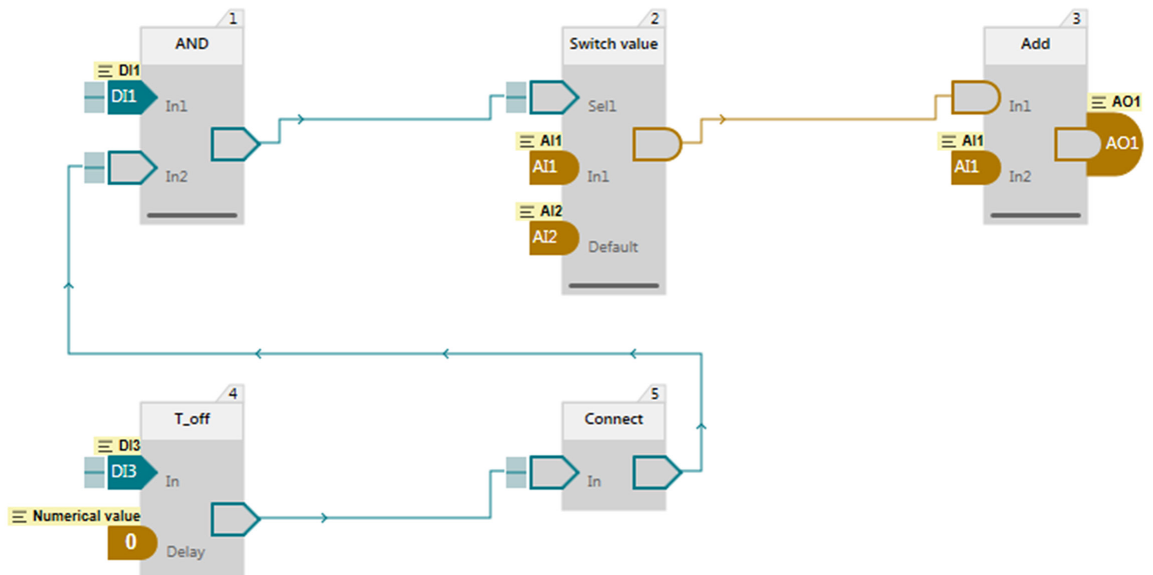 1
AND
DI1
DI1
In1
In2
2
Switch value
Sel1
AI1
AI1
In1
AI2
AI2
Default
3
Add
In1
AO1
AO1
AI1
AI1
In2
4
T_off
DI3
DI3
In
Numerical value
0
Delay
5
Connect
In